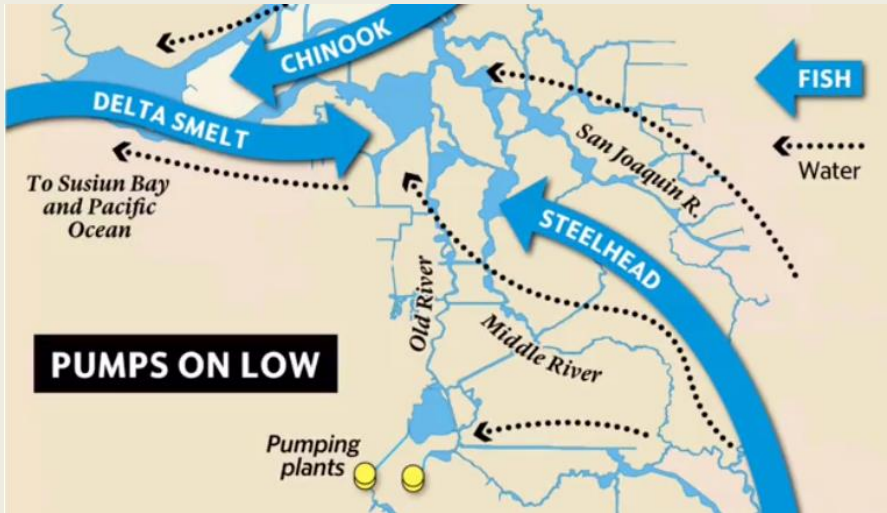 CHINOOK
FISH
DELTA SMELT
Water
San Joaquin R.
To Susiun Bay
and Pacific
Ocean
STEELHEAD
Old River
Middle River
PUMPS ON LOW
Pumping
plants